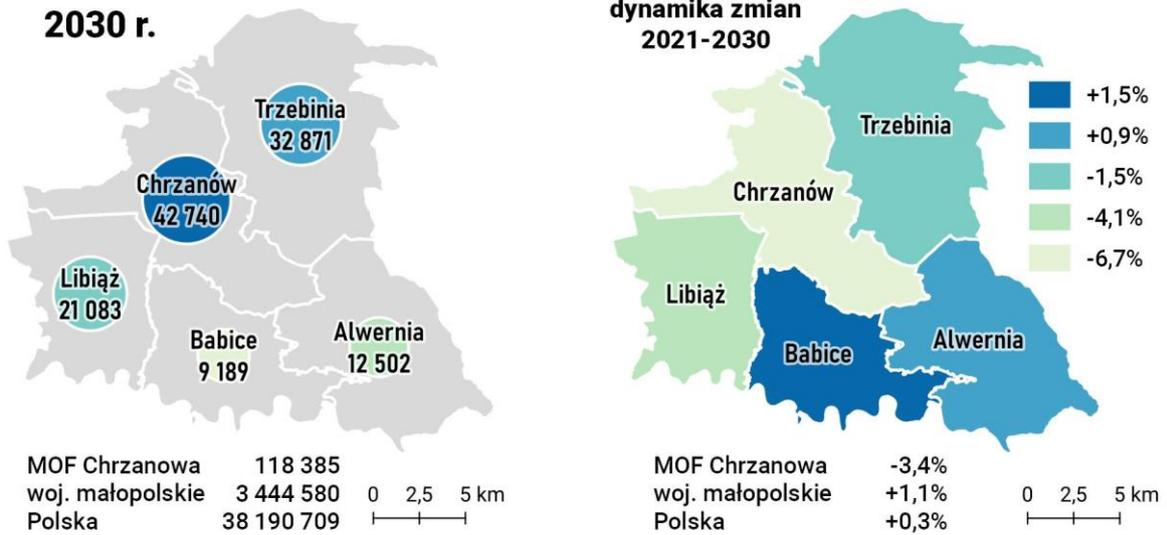 2030 r.
Trzebinia
32 871
Chrzanów
42 740
Libiąż
21 083
Babice
9 189
Alwernia
12 502
MOF Chrzanowa 118 385
woj. małopolskie 3 444 580
Polska 38 190 709
0 2,5 5 km
dynamika zmian
2021-2030
Trzebinia
Chrzanów
Libiąż
Babice
Alwernia
+1,5%
+0,9%
-1,5%
-4,1%
-6,7%
MOF Chrzanowa -3,4%
woj. małopolskie +1,1%
Polska +0,3%
0 2,5 5 km